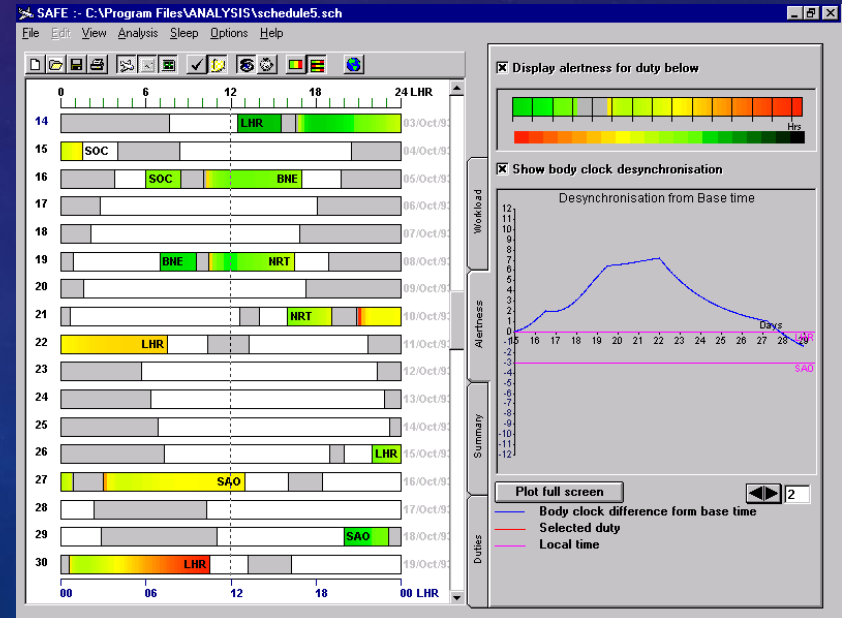 SAFE :- C:\Program Files\ANALYSIS\schedule5.sch
File Edit View Analysis Sleep Options Help
0 6 12 18 24 LHR
14 LHR 03/Oct/93
15 SOC 04/Oct/93
16 SOC BNE 05/Oct/93
17 06/Oct/93
18 07/Oct/93
19 BNE NRT 08/Oct/93
20 09/Oct/93
21 NRT 10/Oct/93
22 LHR 11/Oct/93
23 12/Oct/93
24 13/Oct/93
25 14/Oct/93
26 LHR 15/Oct/93
27 SAO 16/Oct/93
28 17/Oct/93
29 SAO 18/Oct/93
30 LHR 19/Oct/93
00 06 12 18 00 LHR
Workload
Alertness
Summary
Duties
Display alertness for duty below
Hrs
Show body clock desynchronisation
Desynchronisation from Base time
12
11
10
9
8
7
6
5
4
3
2
1
0
-1
-2
-3
-4
-5
-6
-7
-8
-9
-10
-11
-12
Days
15 16 17 18 19 20 21 22 23 24 25 26 27 28 29
LHR
SAO
Plot full screen 2
Body clock difference form base time
Selected duty
Local time